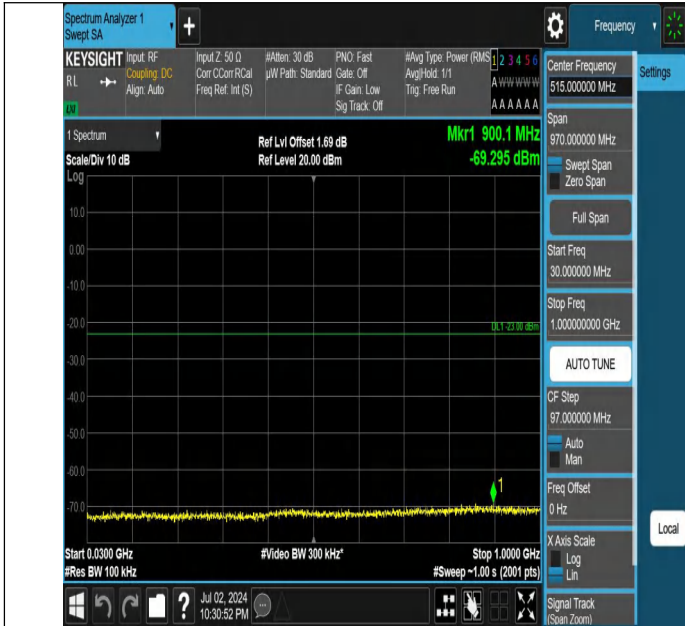 Spectrum Analyzer 1
Swept SA
+
Frequency
KEYSIGHT
RL
Input: RF
Coupling: DC
Align: Auto
Input Z: 50 Ω
Corr CCorr RCal
Freq Ref: Int (S)
#Atten: 30 dB
µW Path: Standard
PNO: Fast
Gate: Off
IF Gain: Low
Sig Track: Off
#Avg Type: Power (RMS
Avg|Hold: 1/1
Trig: Free Run
1 2 3 4 5 6
A W W W W W
A A A A A A
1 Spectrum
Scale/Div 10 dB
Ref Lvl Offset 1.69 dB
Ref Level 20.00 dBm
Mkr1 900.1 MHz
-69.295 dBm
Log
10.0
0.00
-10.0
-20.0
-30.0
-40.0
-50.0
-60.0
-70.0
DL1 -23.00 dBm
1
Start 0.0300 GHz
#Res BW 100 kHz
#Video BW 300 kHz*
Stop 1.0000 GHz
#Sweep ~1.00 s (2001 pts)
?
Jul 02, 2024
10:30:52 PM
Center Frequency
515.000000 MHz
Span
970.000000 MHz
Swept Span
Zero Span
Full Span
Start Freq
30.000000 MHz
Stop Freq
1.000000000 GHz
AUTO TUNE
CF Step
97.000000 MHz
Auto
Man
Freq Offset
0 Hz
X Axis Scale
Log
Lin
Signal Track
(Span Zoom)
Settings
Local